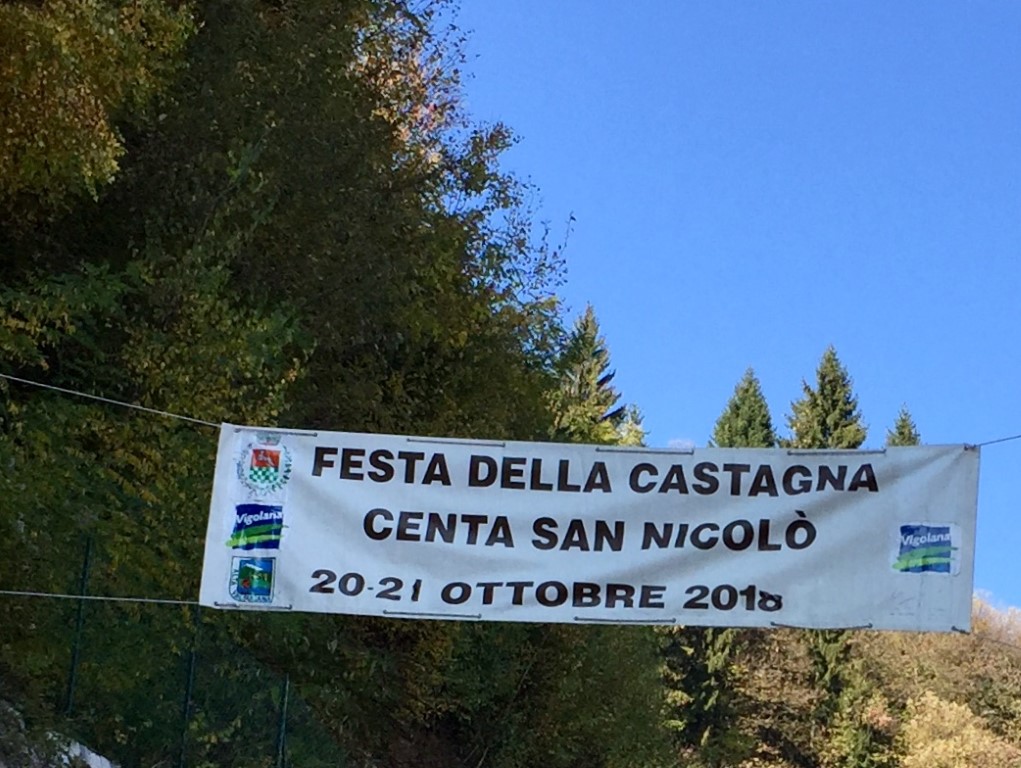 FESTA DELLA CASTAGNA
CENTA SAN NICOLÒ
20-21 OTTOBRE 2018
Vigolana
Vigolana